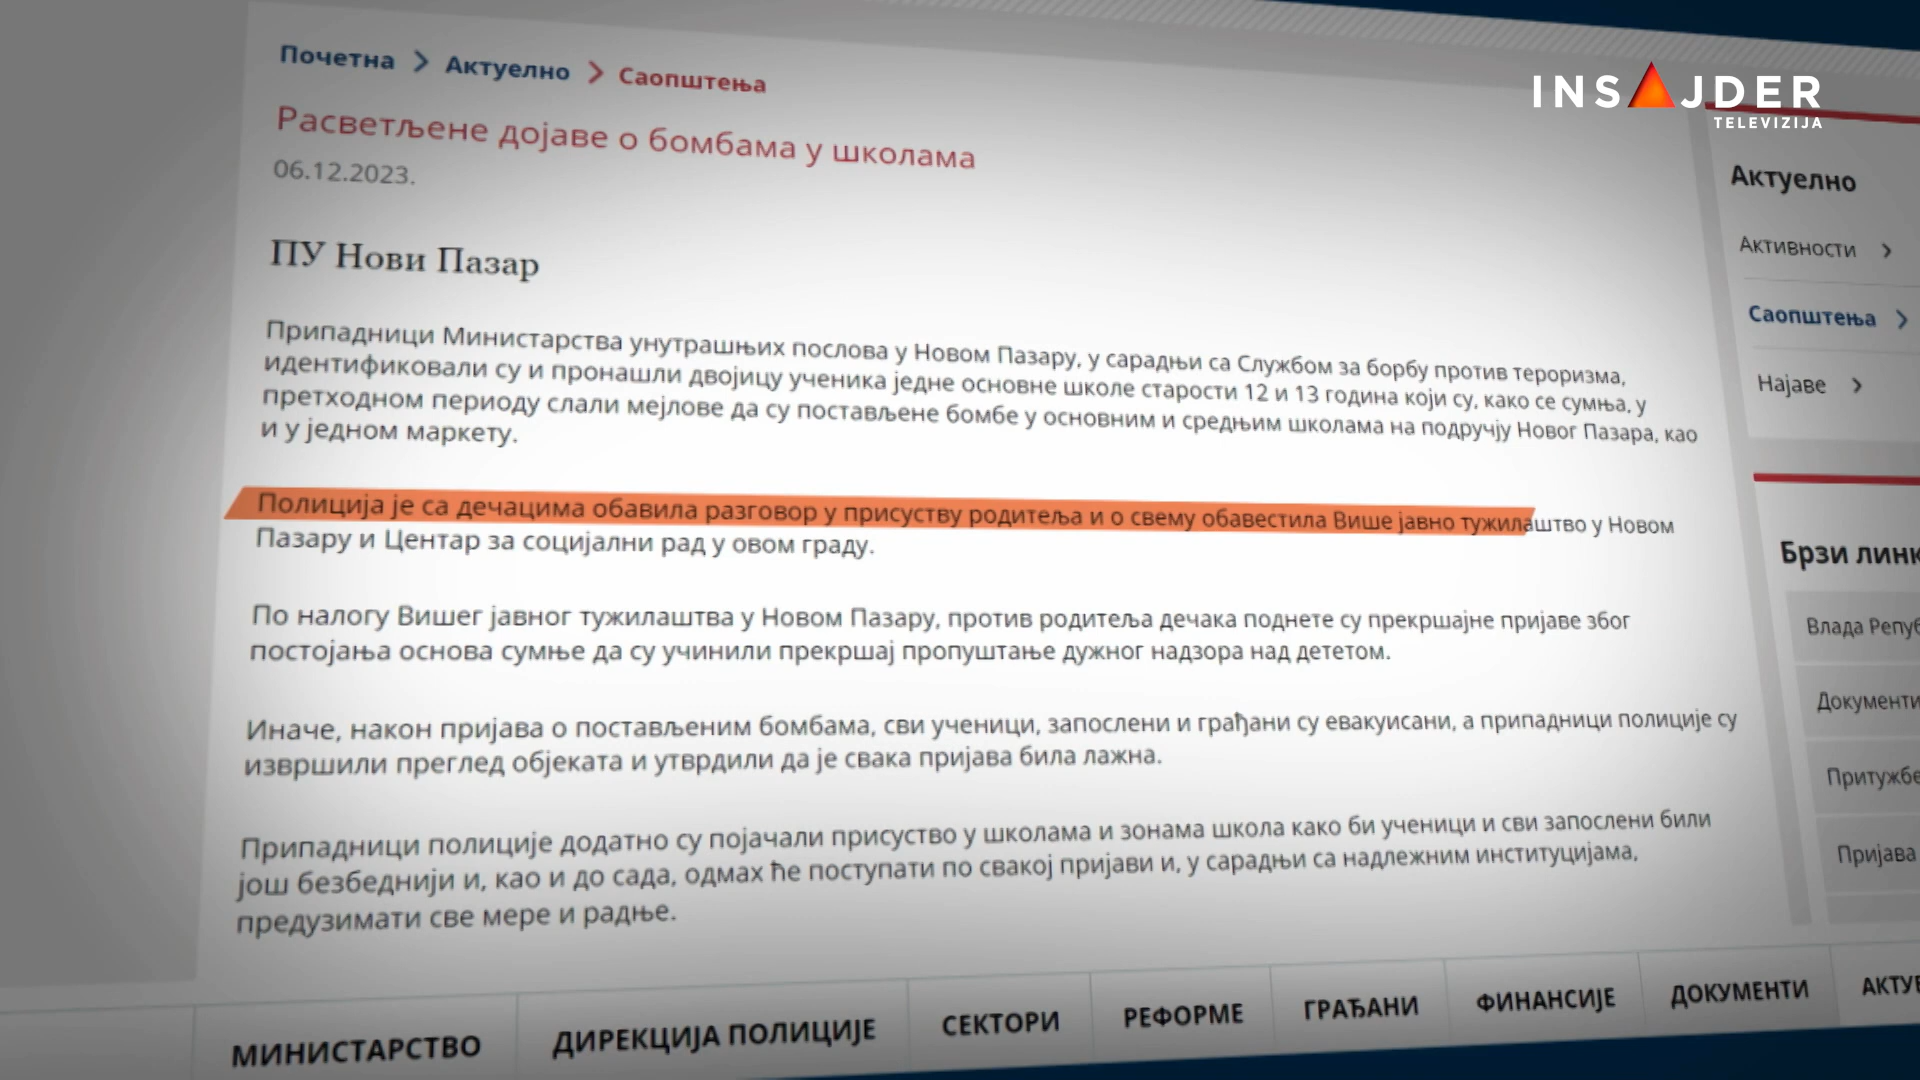 Почетна > Актуелно > Саопштења
Расветљене дојаве о бомбама у школама
06.12.2023.
ПУ Нови Пазар
Припадници Министарства унутрашњих послова у Новом Пазару, у сарадњи са Службом за борбу против тероризма,
идентификовали су и пронашли двојицу ученика једне основне школе старости 12 и 13 година који су, како се сумња, у
претходном периоду слали мејлове да су постављене бомбе у основним и средњим школама на подручју Новог Пазара, као
и у једном маркету.
Полиција је са дечацима обавила разговор у присуству родитеља и о свему обавестила Више јавно тужилаштво у Новом
Пазару и Центар за социјални рад у овом граду.
По налогу Вишег јавног тужилаштва у Новом Пазару, против родитеља дечака поднете су прекршајне пријаве због
постојања основа сумње да су учинили прекршај пропуштање дужног надзора над дететом.
Иначе, након пријава о постављеним бомбама, сви ученици, запослени и грађани су евакуисани, а припадници полиције су
извршили преглед објеката и утврдили да је свака пријава била лажна.
Припадници полиције додатно су појачали присуство у школама и зонама школа како би ученици и сви запослени били
још безбеднији и, као и до сада, одмах ће поступати по свакој пријави и, у сарадњи са надлежним институцијама,
предузимати све мере и радње.
INSAJDER
TELEVIZIJA
Актуелно
Активности >
Саопштења >
Најаве >
Брзи линк
Влада Репуб
Документи
Притужбе
Пријава
МИНИСТАРСТВО ДИРЕКЦИЈА ПОЛИЦИЈЕ СЕКТОРИ РЕФОРМЕ ГРАЂАНИ ФИНАНСИЈЕ ДОКУМЕНТИ АКТУЕ